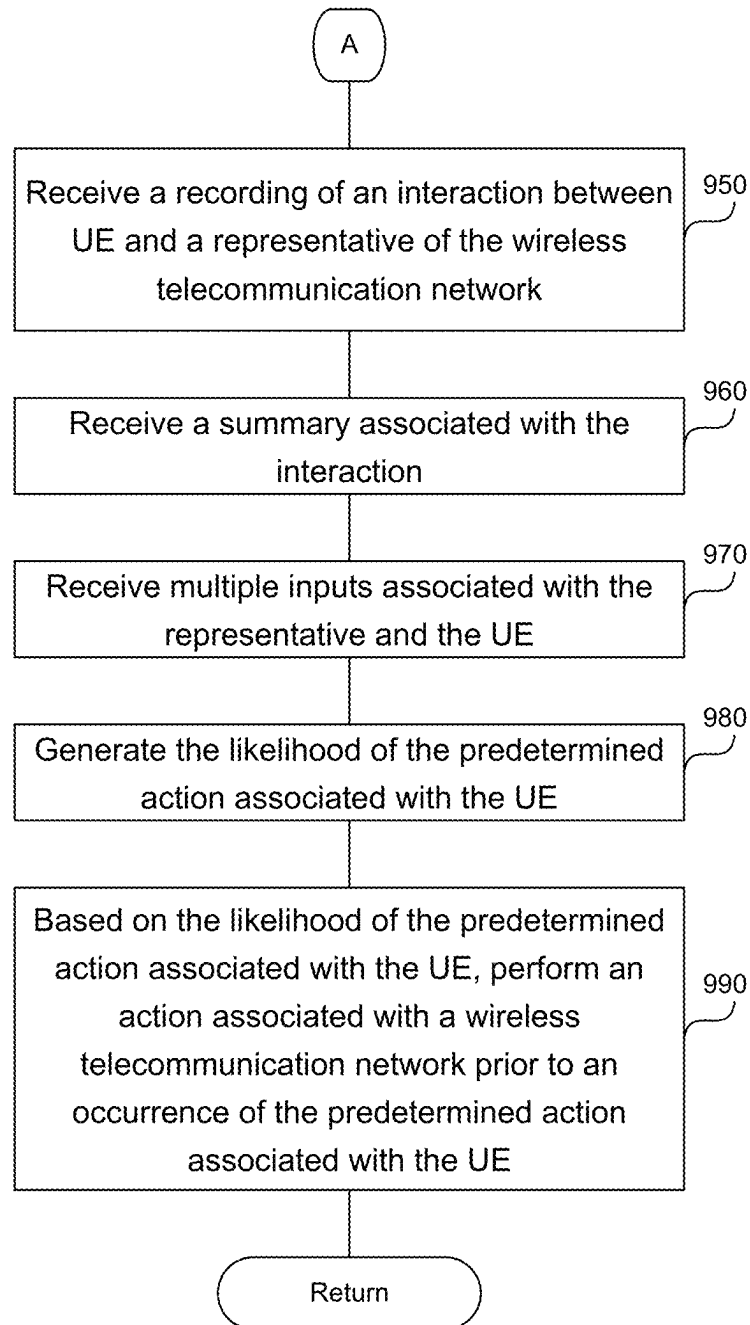 A
Receive a recording of an interaction between
UE and a representative of the wireless
telecommunication network
950
Receive a summary associated with the
interaction
960
Receive multiple inputs associated with the
representative and the UE
970
Generate the likelihood of the predetermined
action associated with the UE
980
Based on the likelihood of the predetermined
action associated with the UE, perform an
action associated with a wireless
telecommunication network prior to an
occurrence of the predetermined action
associated with the UE
990
Return